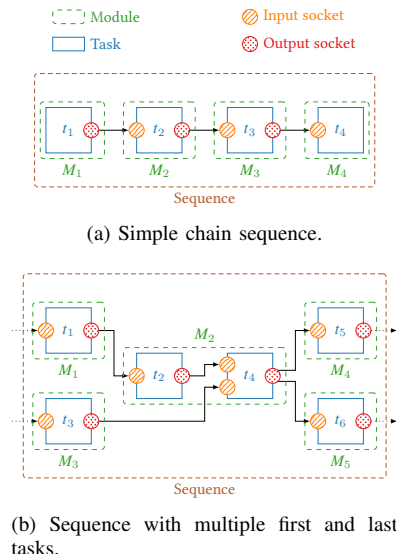 Module
Input socket
Task
Output socket
t1
t2
t3
t4
M1
M2
M3
M4
Sequence
(a) Simple chain sequence.
t1
t5
M2
M1
t2
t4
M4
t3
t6
M3
M5
Sequence
(b) Sequence with multiple first and last
tasks.